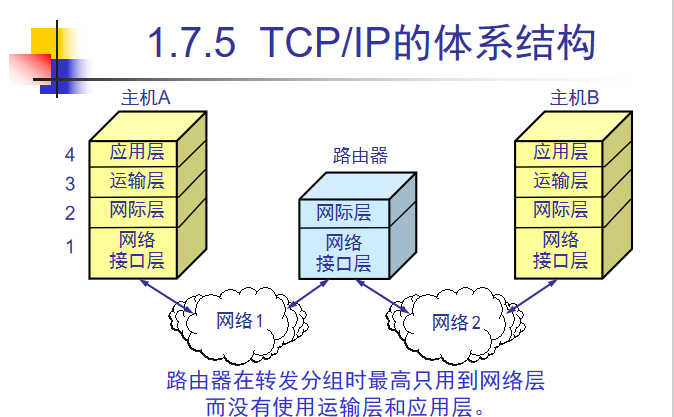 1.7.5 TCP/IP的体系结构
主机A
主机B
路由器
4
应用层
3
运输层
2
网际层
1
网络
接口层
网际层
网络
接口层
应用层
运输层
网际层
网络
接口层
网络1
网络2
路由器在转发分组时最高只用到网络层
而没有使用运输层和应用层。